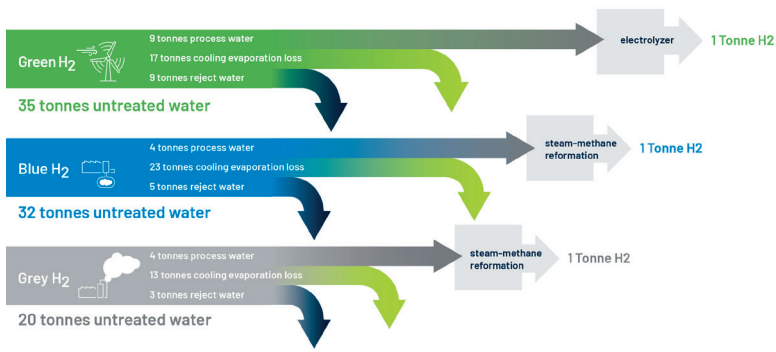 9 tonnes process water
Green H2
17 tonnes cooling evaporation loss
9 tonnes reject water
35 tonnes untreated water
electrolyzer
1 Tonne H2
4 tonnes process water
Blue H2
23 tonnes cooling evaporation loss
5 tonnes reject water
32 tonnes untreated water
steam-methane
reformation
1 Tonne H2
4 tonnes process water
Grey H2
13 tonnes cooling evaporation loss
3 tonnes reject water
20 tonnes untreated water
steam-methane
reformation
1 Tonne H2